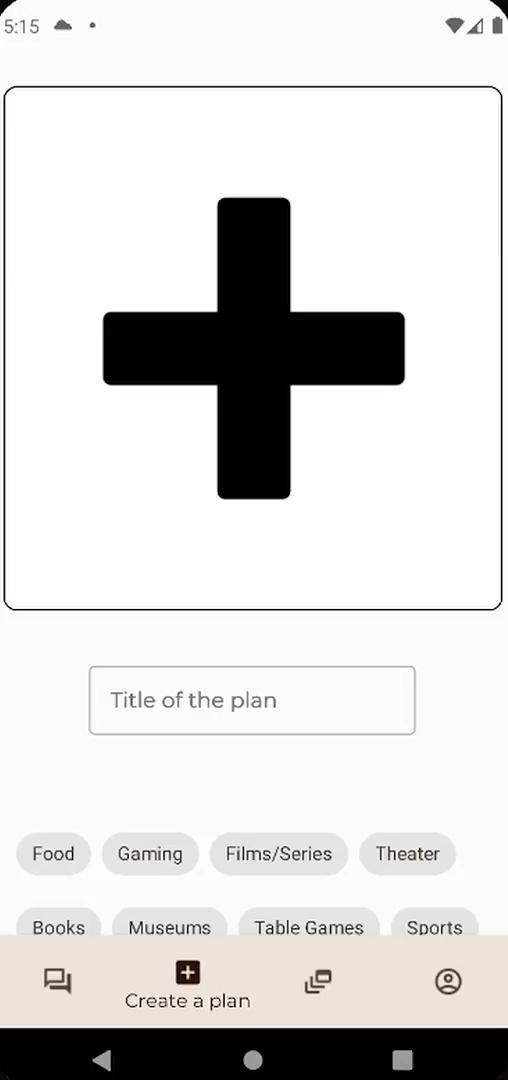 5:15
Title of the plan
Food Gaming Films/Series Theater
Books Museums Table Games Sports
Create a plan